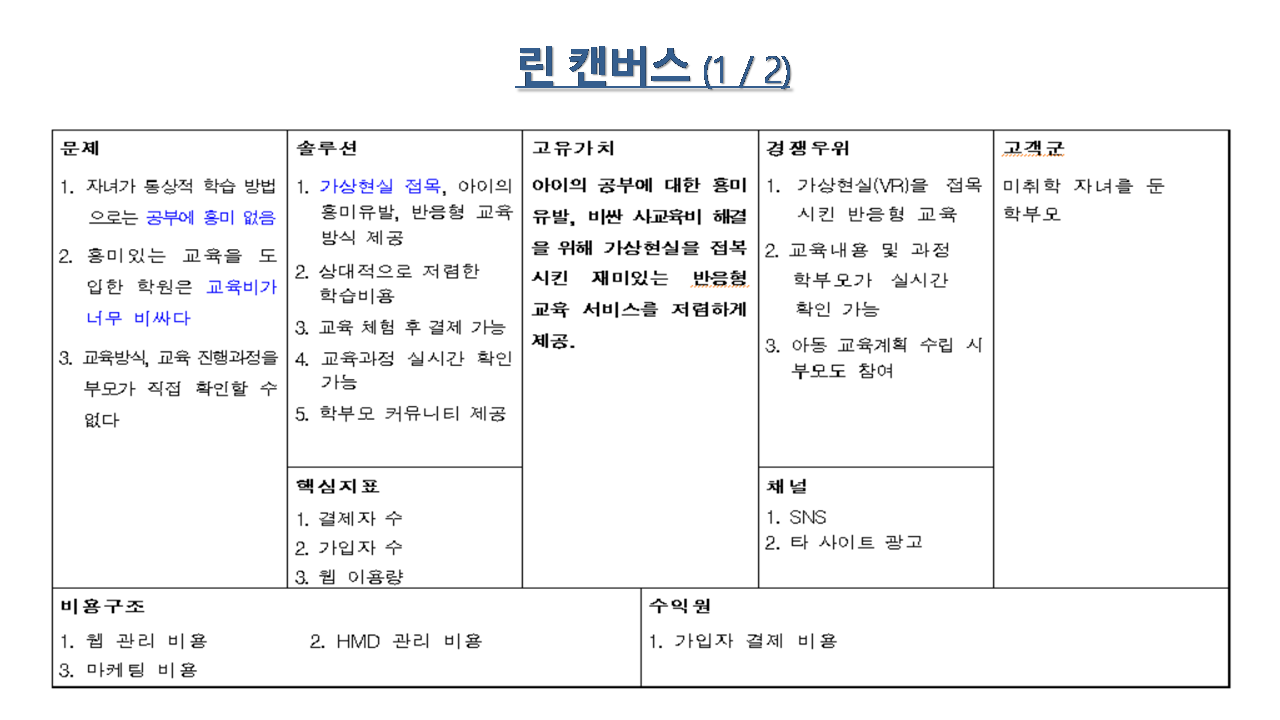 린 캔버스 (1 / 2)
문제
1. 자녀가 통상적 학습 방법
으로는 공부에 흥미 없음
2. 흥미있는 교육을 도
입한 학원은 교육비가
너무 비싸다
3. 교육방식, 교육 진행과정을
부모가 직접 확인할 수
없다
솔루션
1. 가상현실 접목, 아이의
흥미유발, 반응형 교육
방식 제공
2. 상대적으로 저렴한
학습비용
3. 교육 체험 후 결제 가능
4. 교육과정 실시간 확인
가능
5. 학부모 커뮤니티 제공
핵심지표
1. 결제자 수
2. 가입자 수
3. 웹 이용량
고유가치
아이의 공부에 대한 흥미
유발, 비싼 사교육비 해결
을 위해 가상현실을 접복
시킨 재미있는 반응형
교육 서비스를 저렴하게
제공.
경쟁우위
1. 가상현실(VR)을 접목
시킨 반응형 교육
2. 교육내용 및 과정
학부모가 실시간
확인 가능
3. 아동 교육계획 수립 시
부모도 참여
채널
1. SNS
2. 타 사이트 광고
고객군
미취학 자녀를 둔
학부모
비용구조
1. 웹 관리 비용 2. HMD 관리 비용
3. 마케팅 비용
수익원
1. 가입자 결제 비용